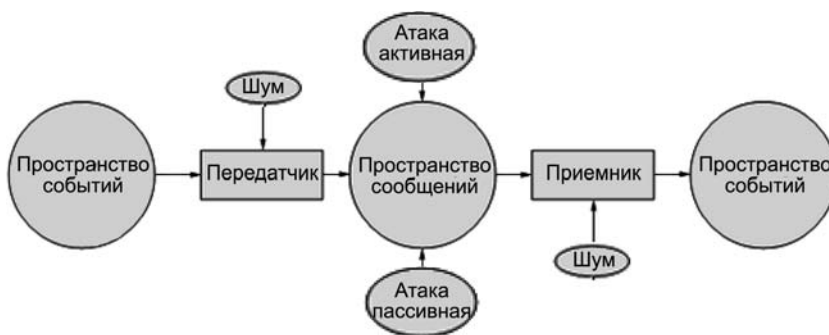 Атака
активная
Шум
Пространство
событий
Передатчик
Пространство
сообщений
Приемник
Пространство
событий
Шум
Атака
пассивная